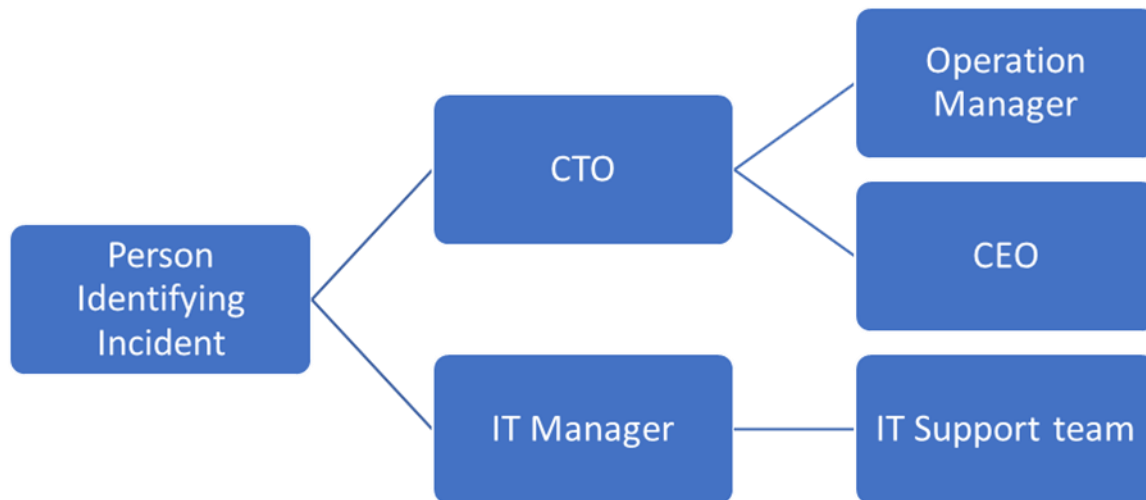 Person
Identifying
Incident
CTO
Operation
Manager
CEO
IT Manager
IT Support team